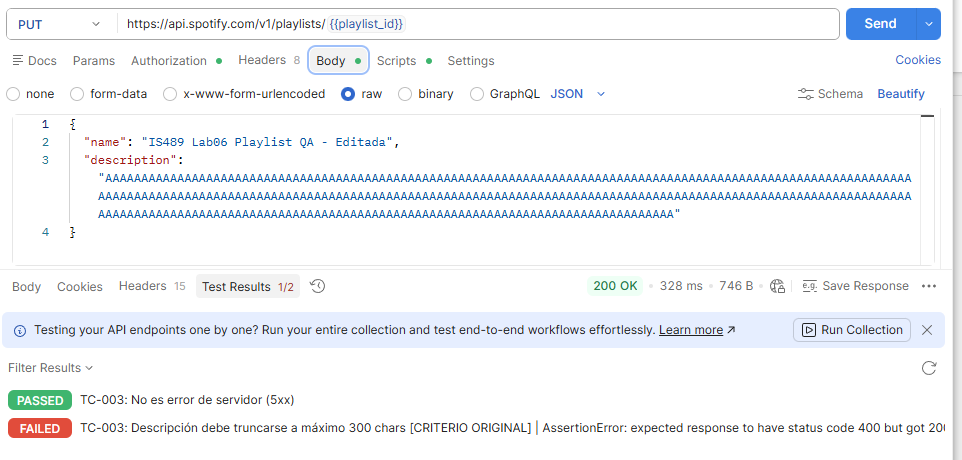 PUT https://api.spotify.com/v1/playlists/ {{playlist_id}} Send
Docs Params Authorization Headers 8 Body Scripts Settings Cookies
none form-data x-www-form-urlencoded raw binary GraphQL JSON Schema Beautify
1 {
2 "name": "IS489 Lab06 Playlist QA - Editada",
3 "description":
4 }
Body Cookies Headers 15 Test Results 1/2 200 OK 328 ms 746 B e.g. Save Response
Testing your API endpoints one by one? Run your entire collection and test end-to-end workflows effortlessly. Learn more Run Collection
Filter Results
PASSED TC-003: No es error de servidor (5xx)
FAILED TC-003: Descripción debe truncarse a máximo 300 chars [CRITERIO ORIGINAL] | AssertionError: expected response to have status code 400 but got